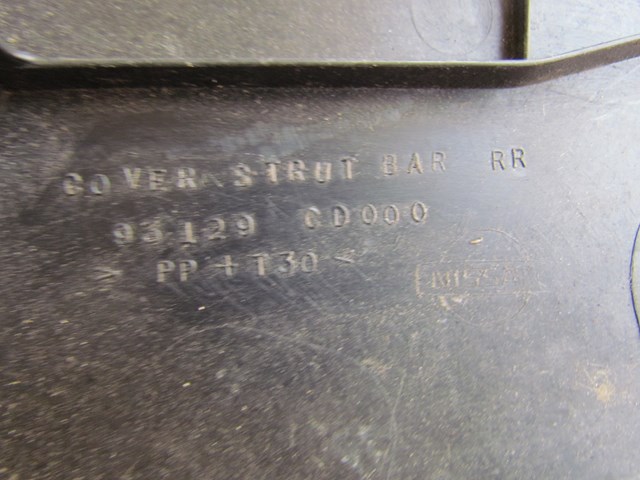 COVER STRUT BAR RR
93129 CD000
> PP + T30 <